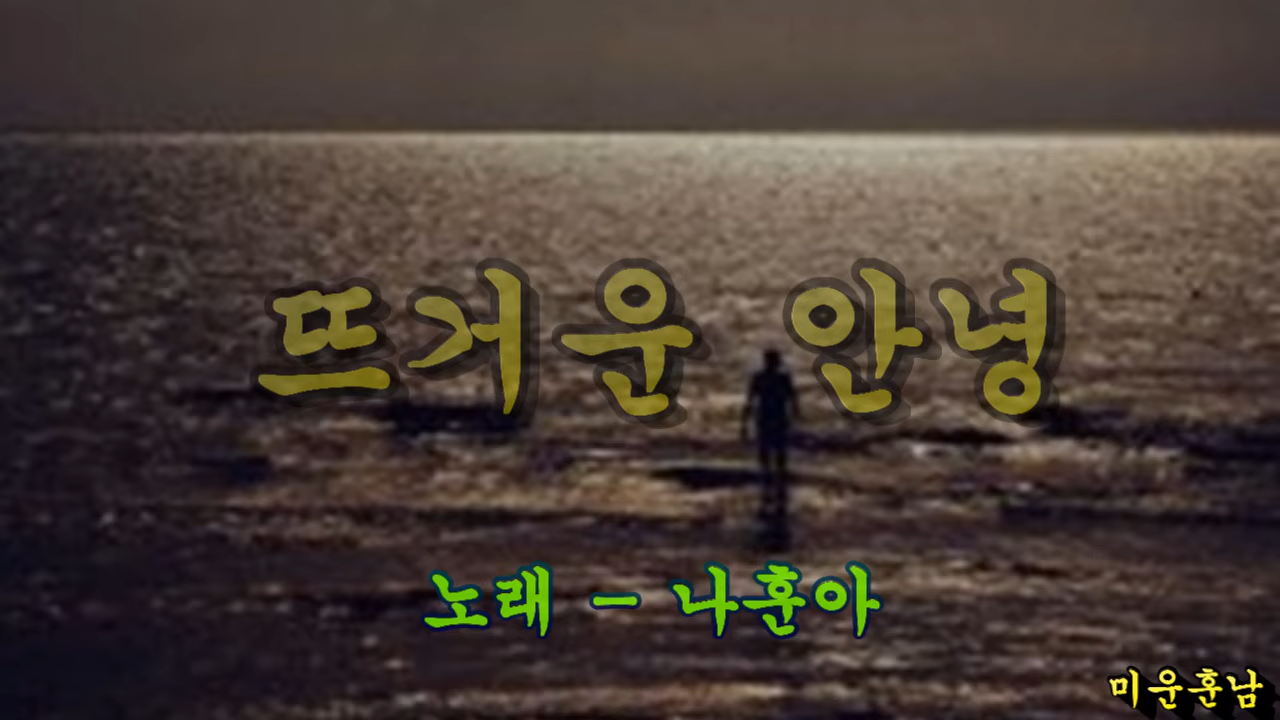 뜨거운 안녕
노래 - 나훈아
미운훈남